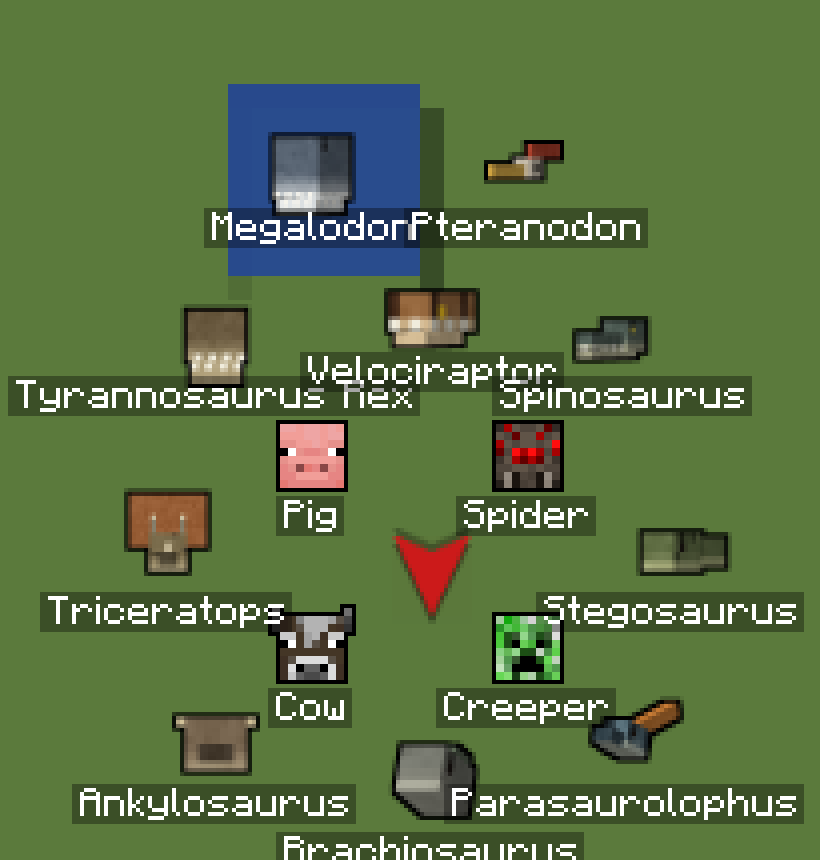 Megalodon
Pteranodon
Velociraptor
Tyrannosaurus Rex
Spinosaurus
Pig
Spider
Triceratops
Stegosaurus
Cow
Creeper
Ankylosaurus
Parasaurolophus
Brachiosaurus